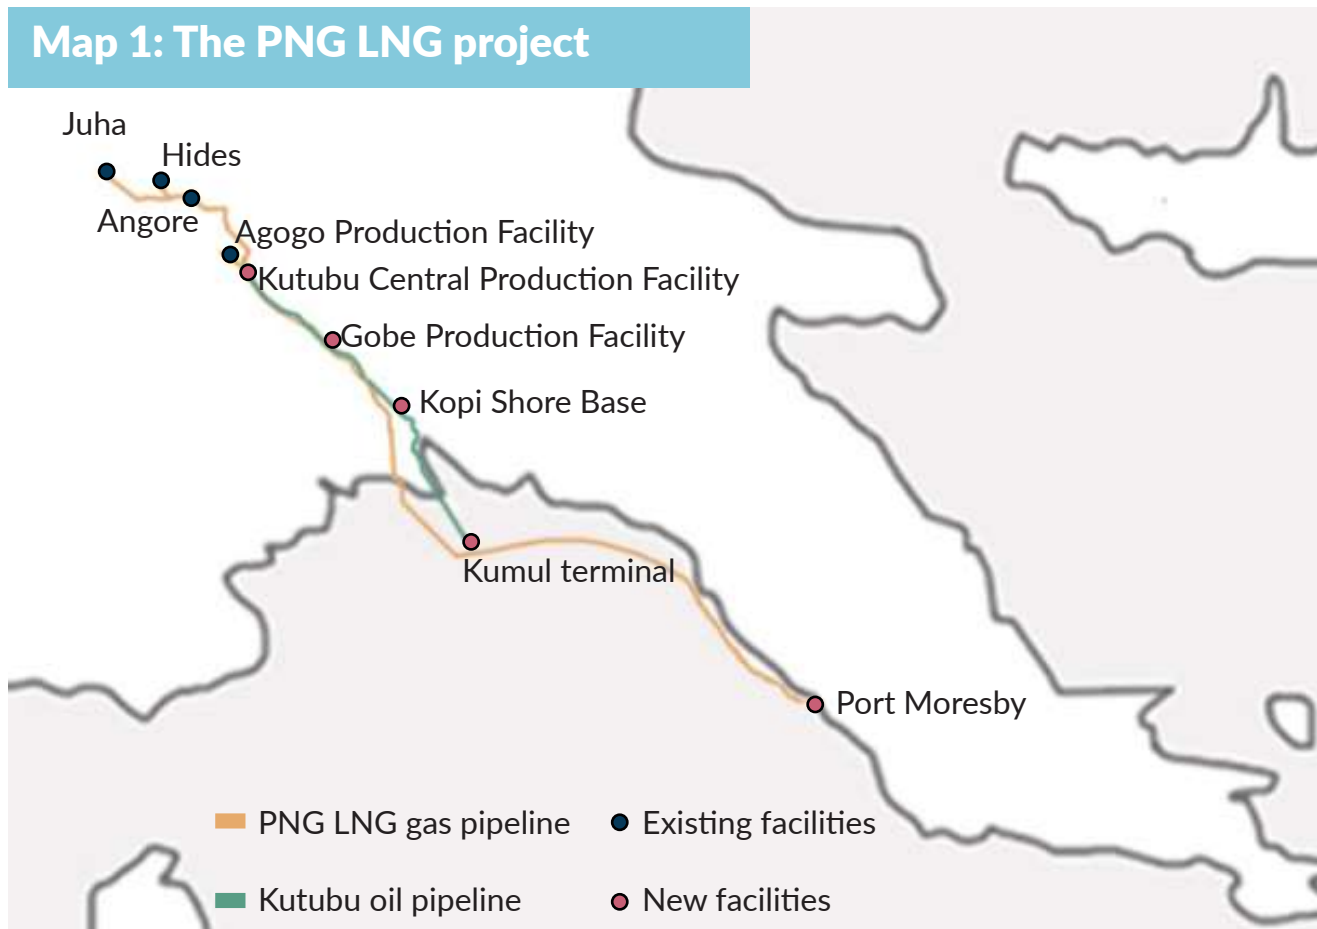 Map 1: The PNG LNG project
Juha
Hides
Angore
Agogo Production Facility
Kutubu Central Production Facility
Gobe Production Facility
Kopi Shore Base
Kumul terminal
Port Moresby
PNG LNG gas pipeline
Existing facilities
Kutubu oil pipeline
New facilities